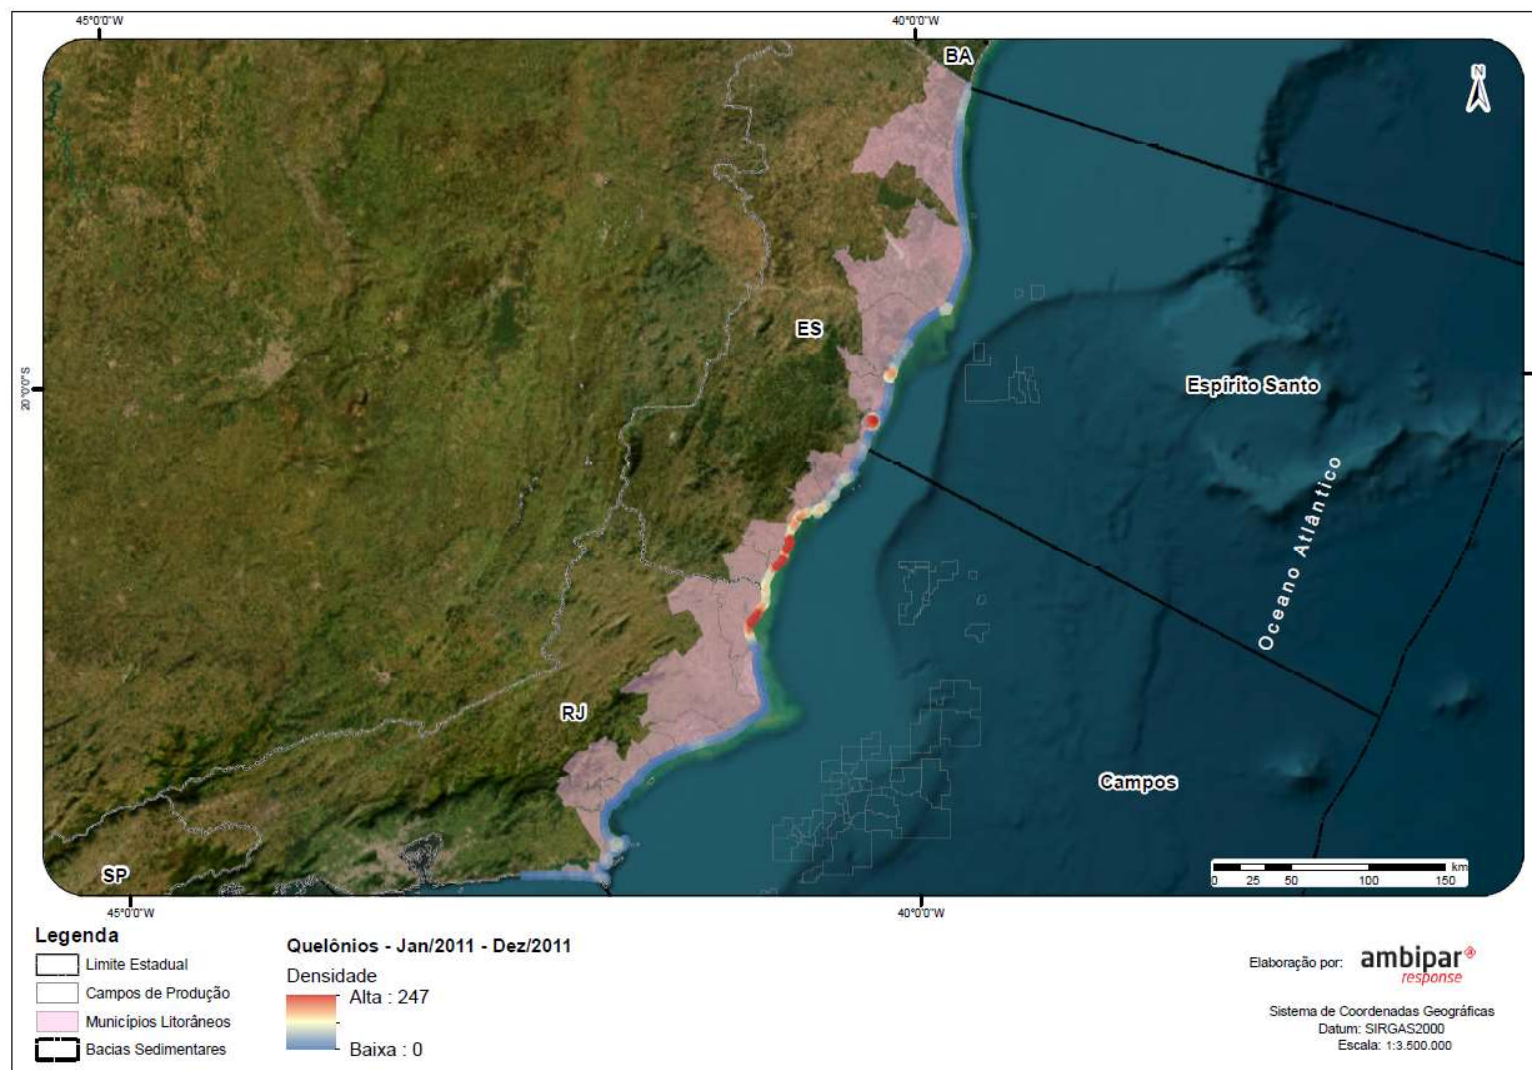 45°0'0"W
40°0'0"W
BA
N
ES
20°0'0"S
Espírito Santo
Oceano Atlântico
RJ
Campos
SP
km
0 25 50 100 150
45°0'0"W
40°0'0"W
Legenda
Limite Estadual
Campos de Produção
Municípios Litorâneos
Bacias Sedimentares
Quelônios - Jan/2011 - Dez/2011
Densidade
Alta : 247
Baixa : 0
Elaboração por:
ambipar
response
Sistema de Coordenadas Geográficas
Datum: SIRGAS2000
Escala: 1:3.500.000